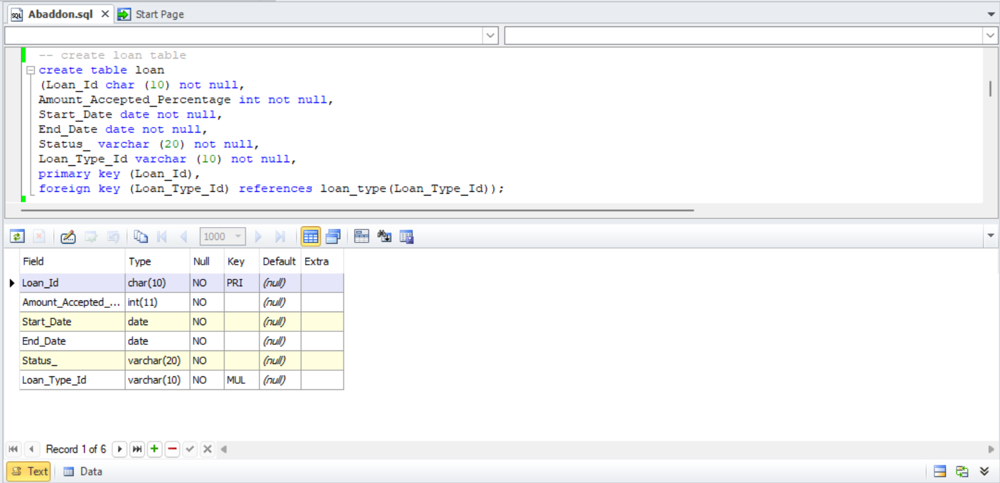 Abaddon.sql Start Page
-- create loan table
create table loan
(Loan_Id char (10) not null,
Amount_Accepted_Percentage int not null,
Start_Date date not null,
End_Date date not null,
Status_ varchar (20) not null,
Loan_Type_Id varchar (10) not null,
primary key (Loan_Id),
foreign key (Loan_Type_Id) references loan_type(Loan_Type_Id));
1000
Field Type Null Key Default Extra
Loan_Id char(10) NO PRI (null)
Amount_Accepted_... int(11) NO (null)
Start_Date date NO (null)
End_Date date NO (null)
Status_ varchar(20) NO (null)
Loan_Type_Id varchar(10) NO MUL (null)
Record 1 of 6
Text Data